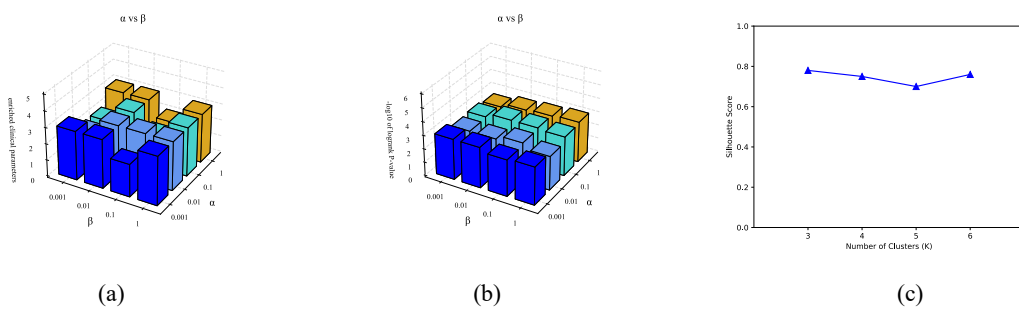 α vs β
5
4
3
2
1
0
enriched clinical parameters
0.001
0.01
0.1
1
β
0.001
0.01
0.1
1
α
(a)
α vs β
6
5
4
3
2
1
0
-log10 of logrank P-value
0.001
0.01
0.1
1
β
0.001
0.01
0.1
1
α
(b)
1.0
0.8
0.6
0.4
0.2
0.0
Silhouette Score
3 4 5 6
Number of Clusters (K)
(c)